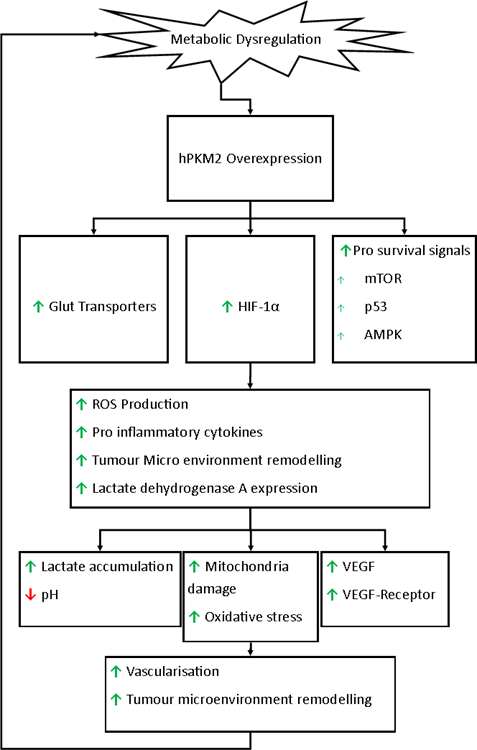 Metabolic Dysregulation
hPKM2 Overexpression
↑ Glut Transporters
↑ HIF-1α
↑ Pro survival signals
↑ mTOR
↑ p53
↑ AMPK
↑ ROS Production
↑ Pro inflammatory cytokines
↑ Tumour Micro environment remodelling
↑ Lactate dehydrogenase A expression
↑ Lactate accumulation
↓ pH
↑ Mitochondria
damage
↑ Oxidative stress
↑ VEGF
↑ VEGF-Receptor
↑ Vascularisation
↑ Tumour microenvironment remodelling